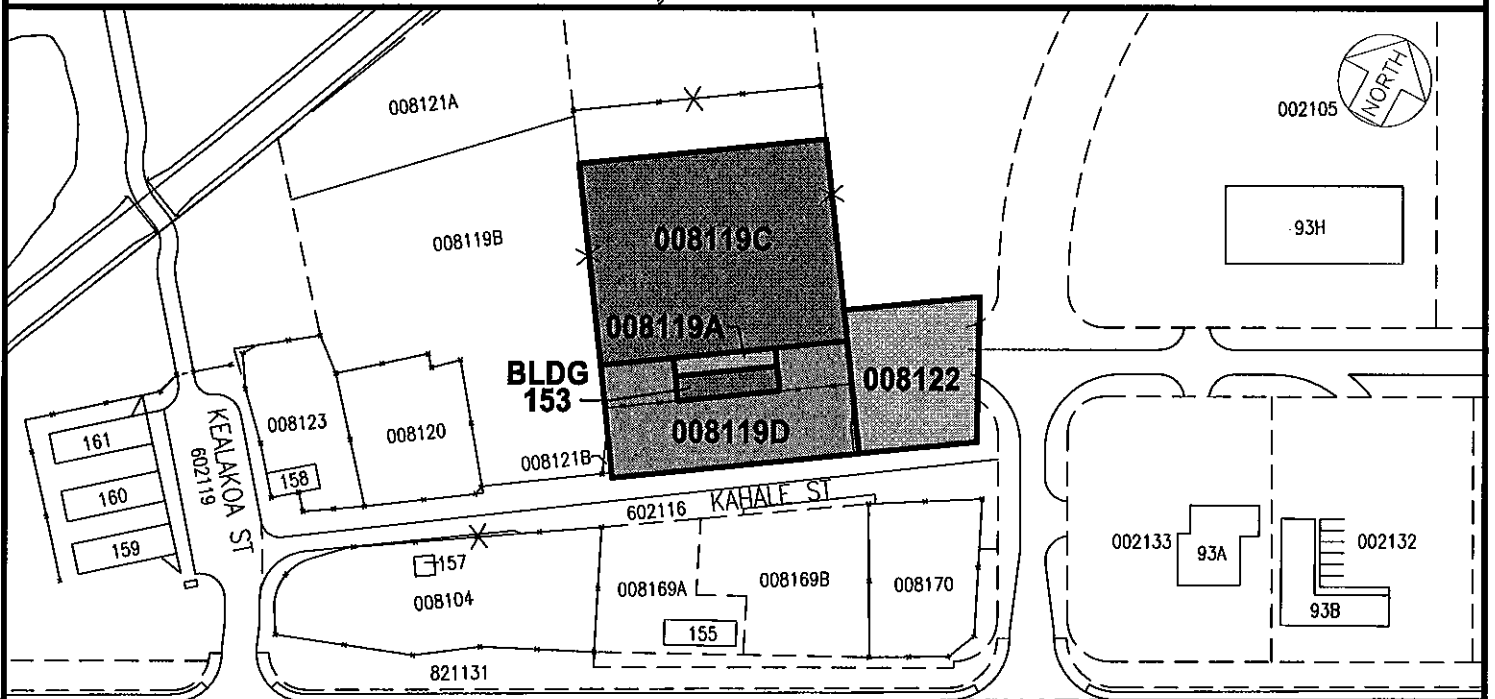 008121A
002105
NORTH
93H
008119B
008119C
008119A
BLDG
153
008122
008119D
008123
008120
158
008121B
161
160
159
KEALAKOA ST
602119
602116
KAHALE ST
157
008104
008169A
008169B
008170
155
821131
002133
93A
002132
93B